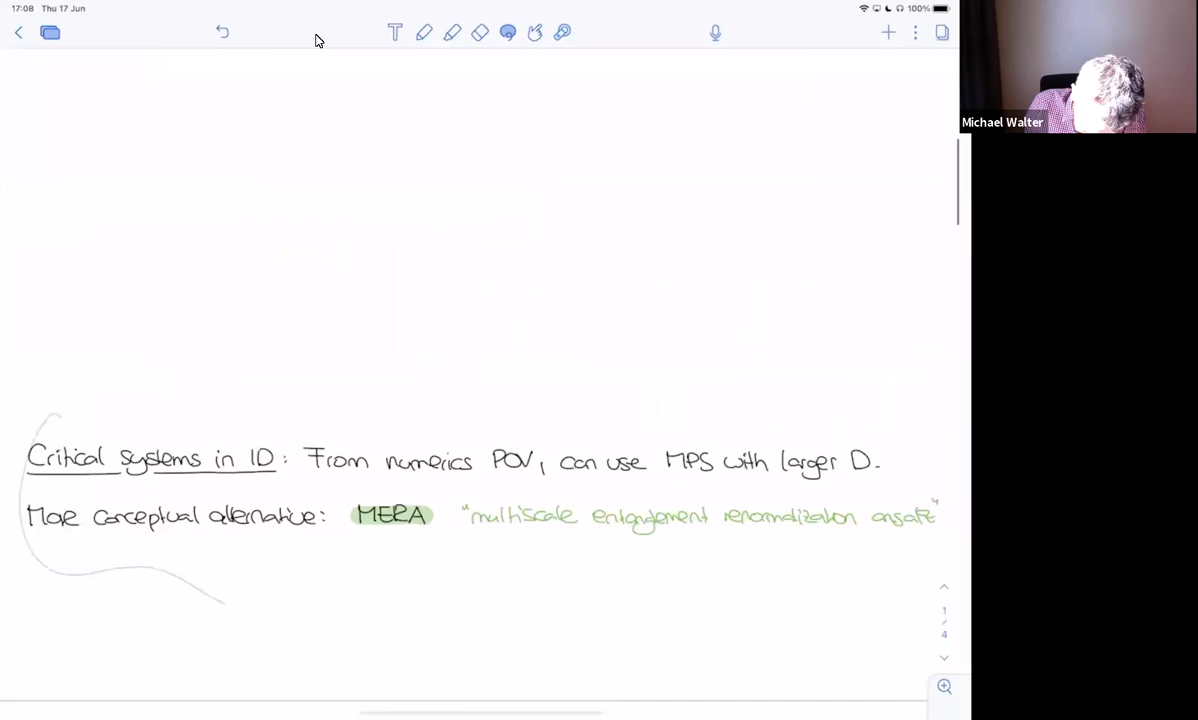 17:08 Thu 17 Jun
100%
Michael Walter
Critical systems in 1D: From numerics POV, can use MPS with larger D.
More conceptual alternative: MERA "multiscale entanglement renormalization ansatz"
1
/
4